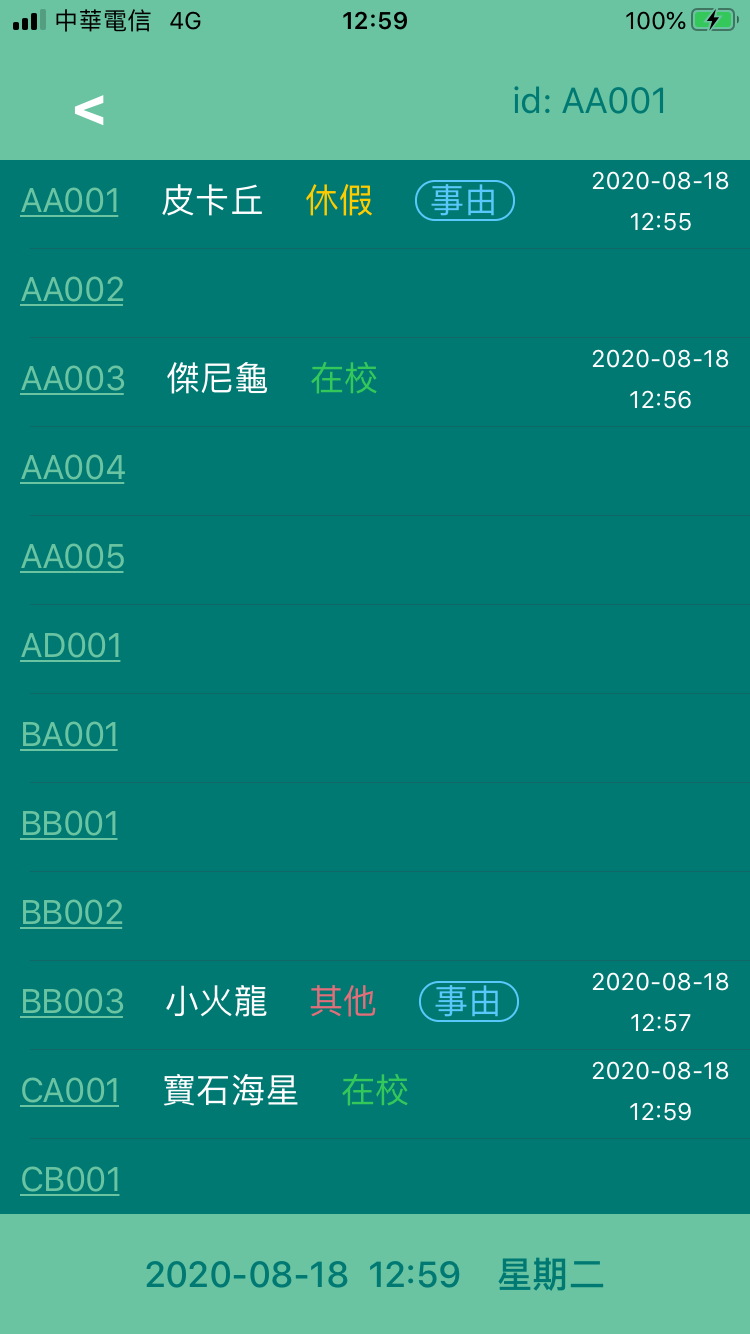 中華電信 4G 12:59 100%
< id: AA001
AA001 皮卡丘 休假 事由 2020-08-18
12:55
AA002
AA003 傑尼龜 在校 2020-08-18
12:56
AA004
AA005
AD001
BA001
BB001
BB002
BB003 小火龍 其他 事由 2020-08-18
12:57
CA001 寶石海星 在校 2020-08-18
12:59
CB001
2020-08-18 12:59 星期二